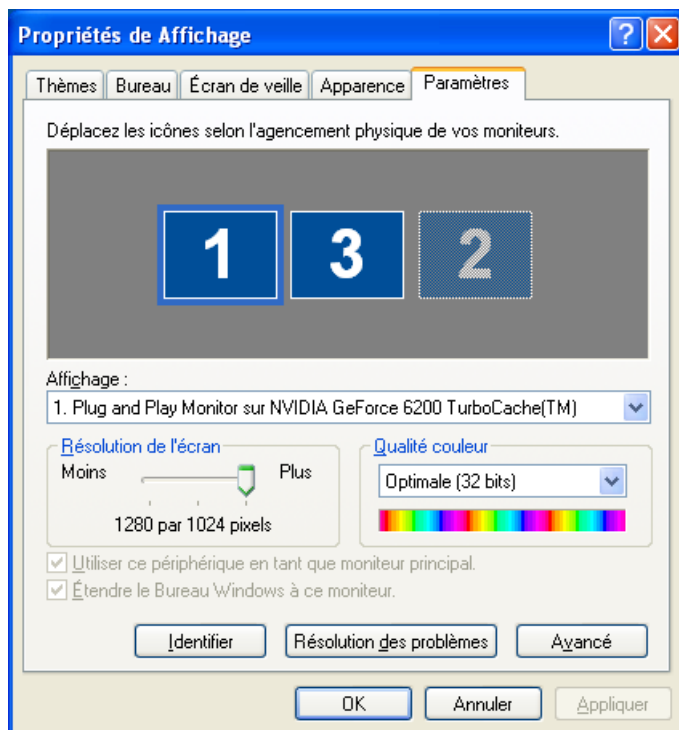 Propriétés de Affichage
Thèmes Bureau Écran de veille Apparence Paramètres
Déplacez les icônes selon l'agencement physique de vos moniteurs.
1 3 2
Affichage :
1. Plug and Play Monitor sur NVIDIA GeForce 6200 TurboCache(TM)
Résolution de l'écran Qualité couleur
Moins Plus Optimale (32 bits)
1280 par 1024 pixels
Utiliser ce périphérique en tant que moniteur principal.
Étendre le Bureau Windows à ce moniteur.
Identifier Résolution des problèmes Avancé
OK Annuler Appliquer